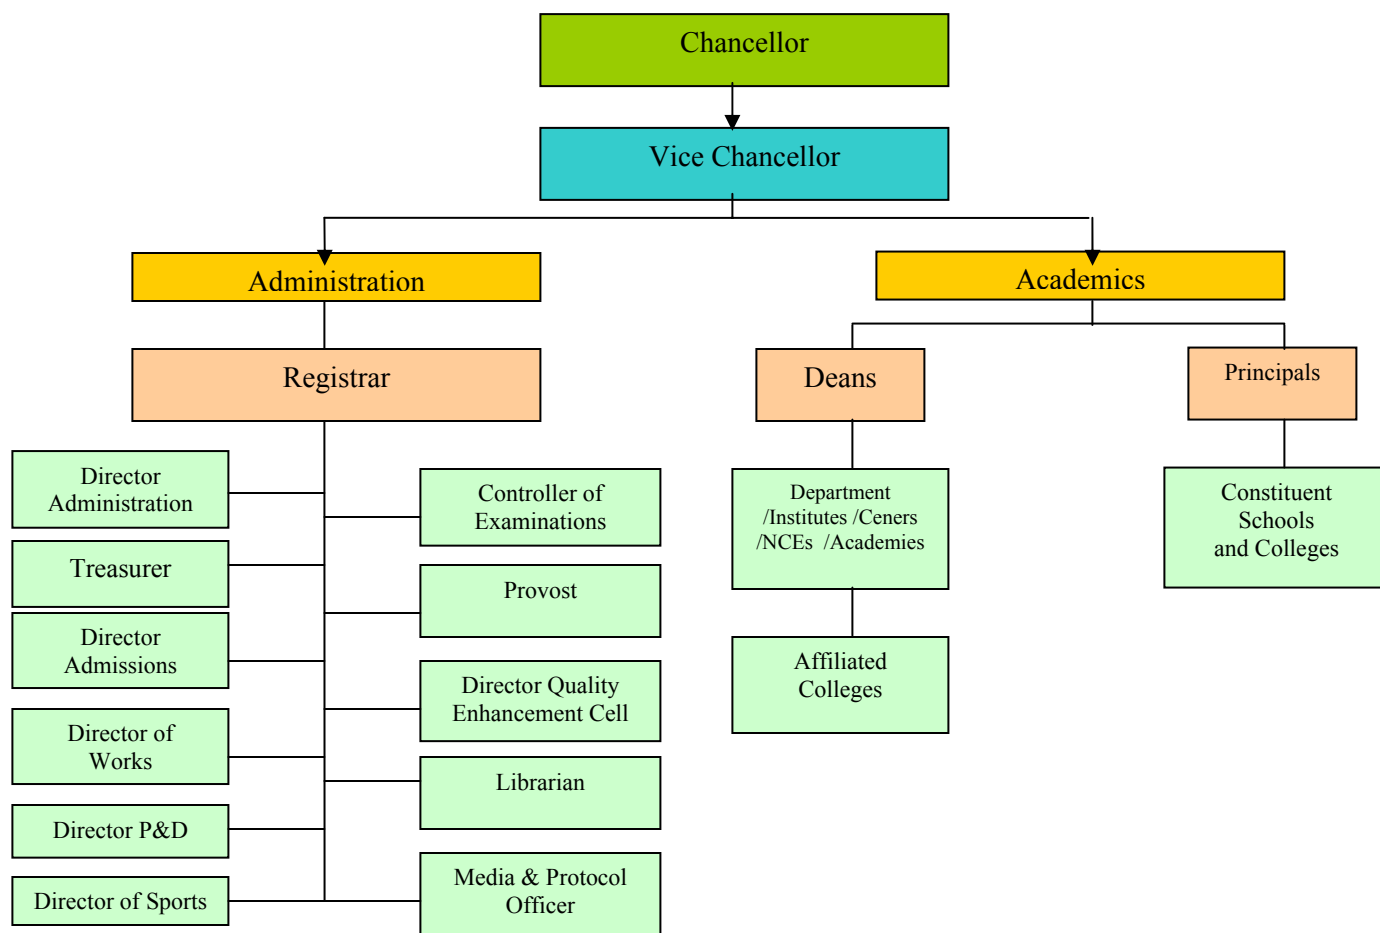 Chancellor
Vice Chancellor
Administration
Academics
Registrar
Deans
Principals
Director
Administration
Treasurer
Director
Admissions
Director of
Works
Director P&D
Director of Sports
Controller of
Examinations
Provost
Director Quality
Enhancement Cell
Librarian
Media & Protocol
Officer
Department
/Institutes /Ceners
/NCEs /Academies
Affiliated
Colleges
Constituent
Schools
and Colleges